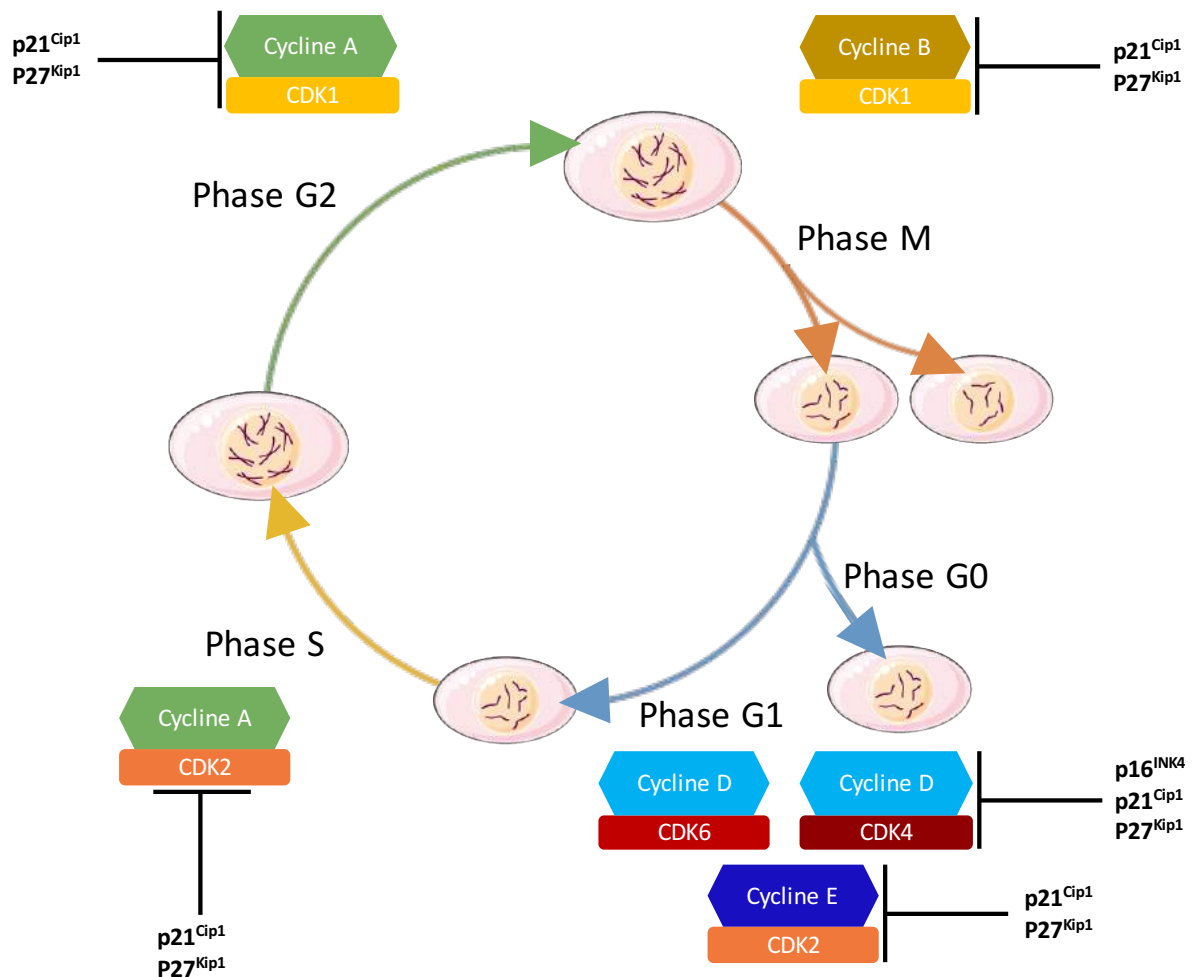 p21Cip1
P27Kip1
Cycline A
CDK1
Cycline B
CDK1
p21Cip1
P27Kip1
Phase G2
Phase M
Phase G0
Phase S
Phase G1
Cycline A
CDK2
p21Cip1
P27Kip1
Cycline D
CDK6
Cycline D
CDK4
p16INK4
p21Cip1
P27Kip1
Cycline E
CDK2
p21Cip1
P27Kip1